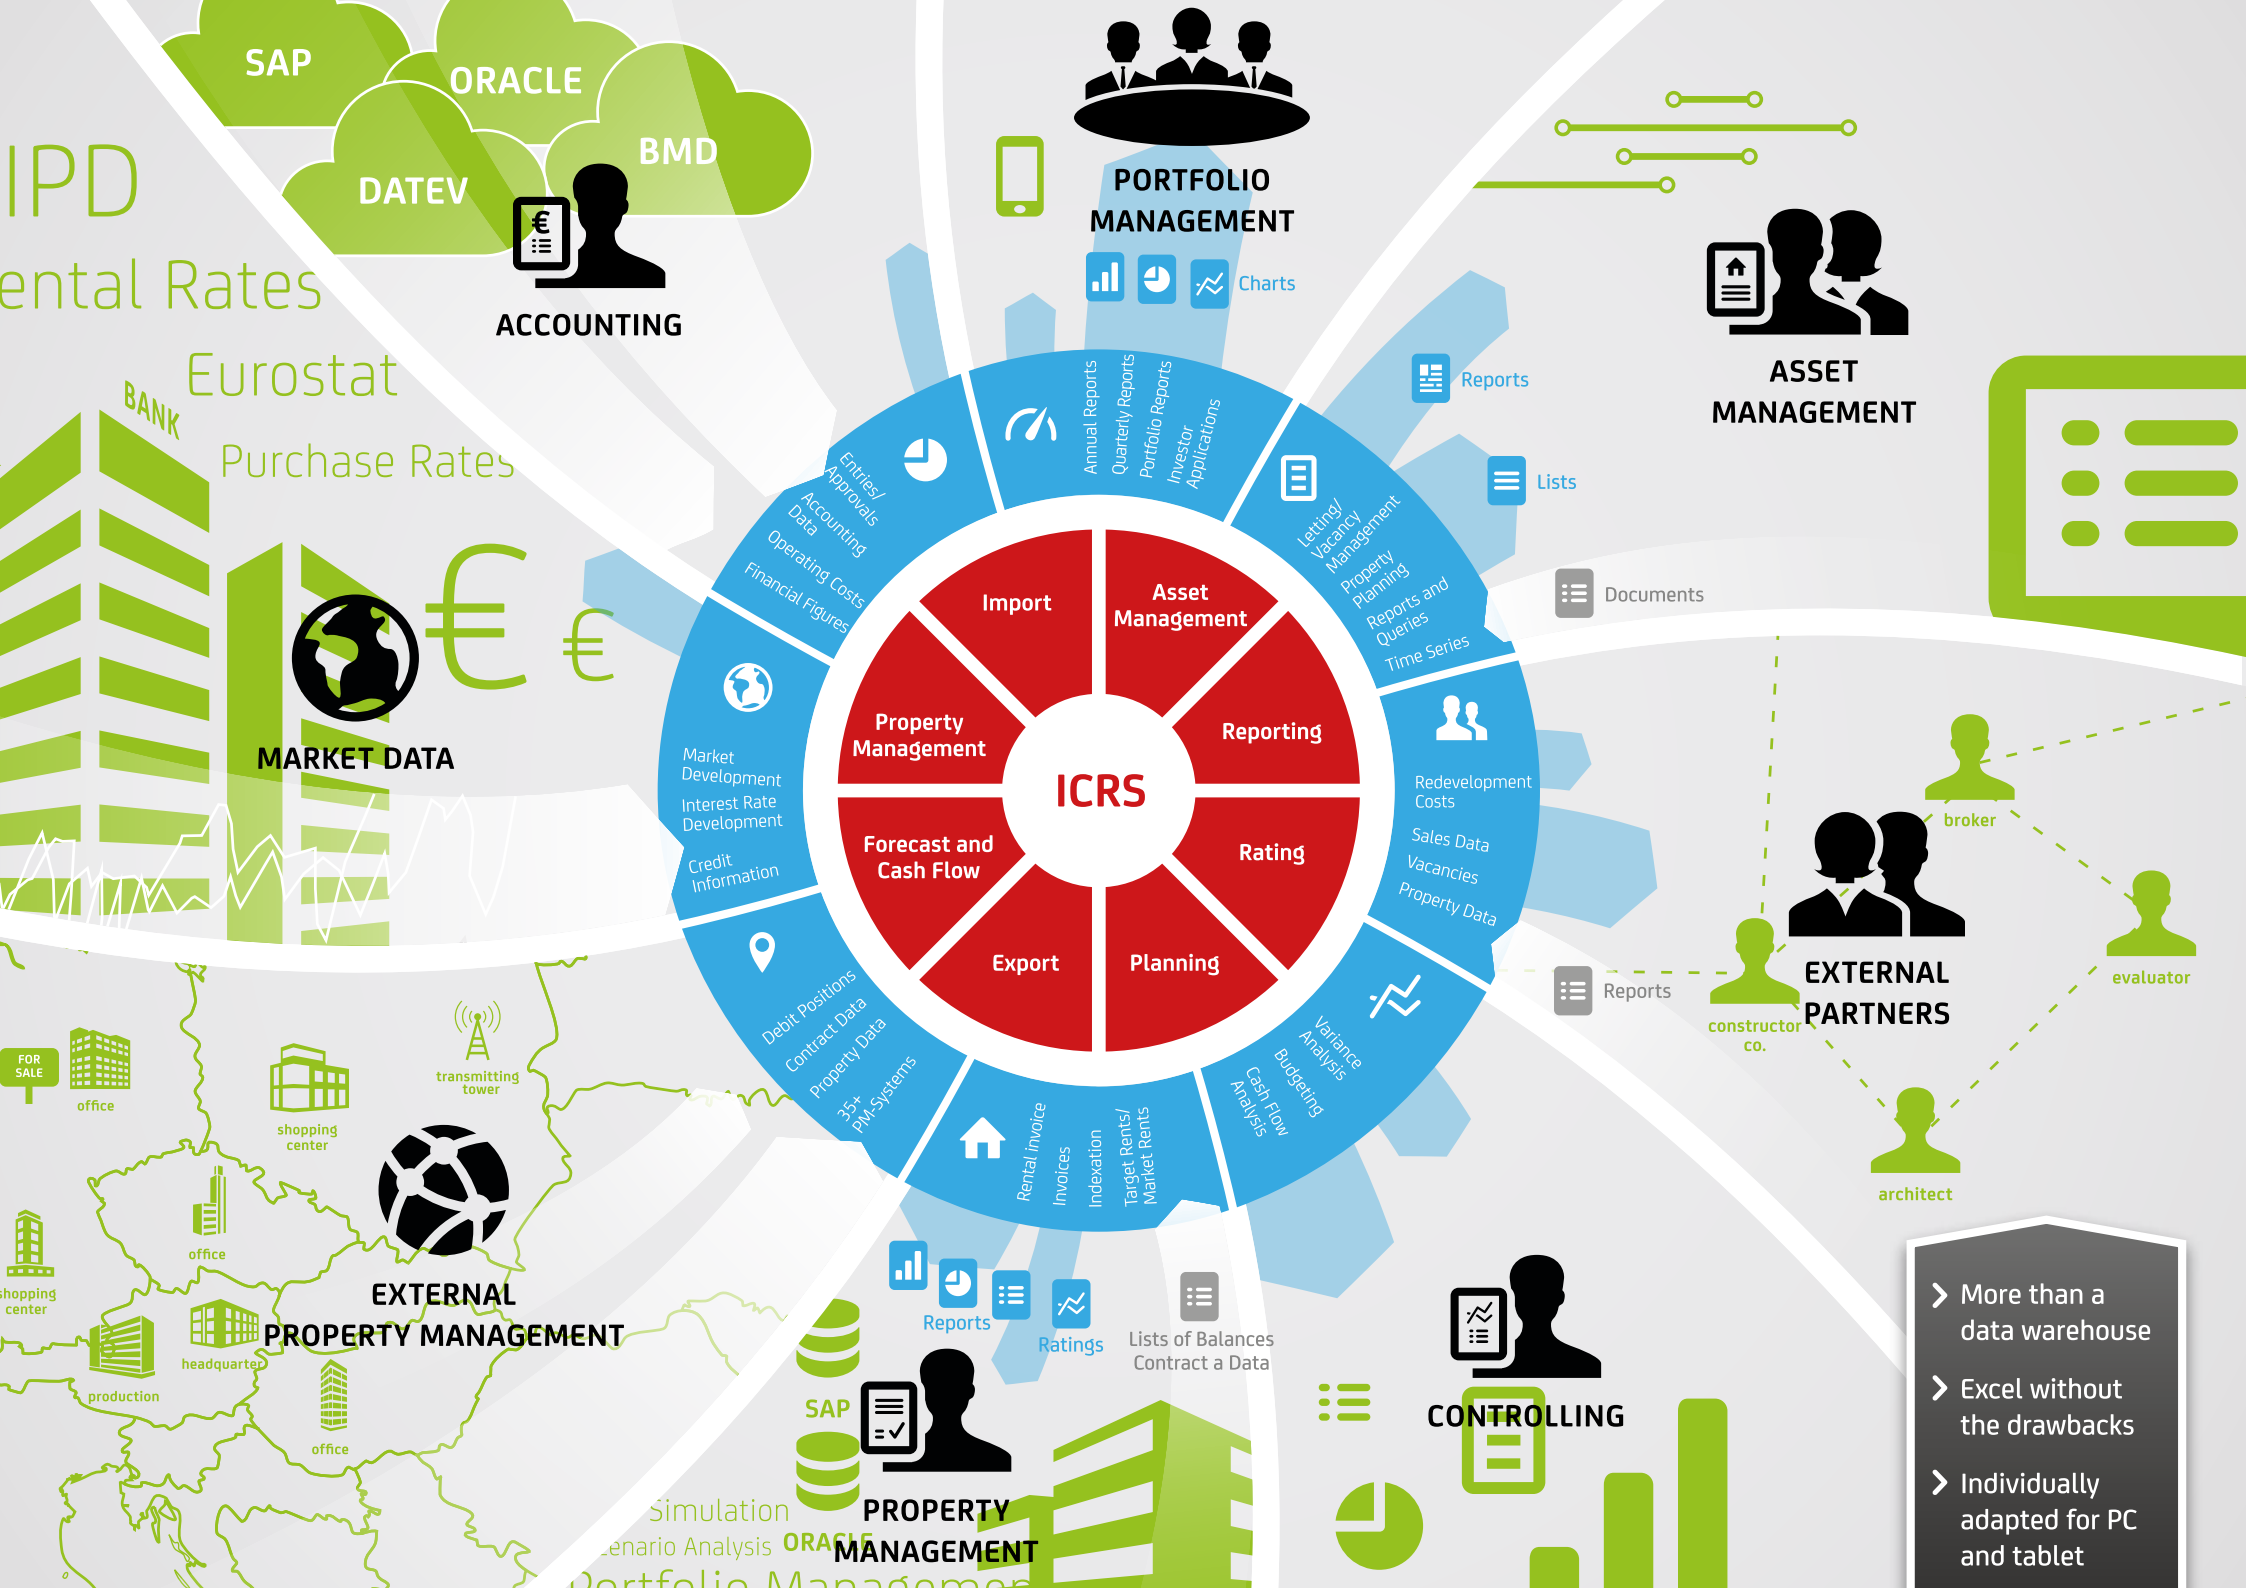 SAP
ORACLE
BMD
DATEV
IPD
ental Rates
Eurostat
BANK
Purchase Rates
ACCOUNTING
MARKET DATA
PORTFOLIO
MANAGEMENT
Charts
Reports
Lists
Documents
ASSET
MANAGEMENT
Entries/
Approvals
Accounting
Data
Operating Costs
Financial Figures
Annual Reports
Quarterly Reports
Portfolio Reports
Investor
Applications
Letting/
Vacancy
Management
Property
Planning
Reports and
Queries
Time Series
Redevelopment
Costs
Sales Data
Vacancies
Property Data
Variance
Analysis
Budgeting
Cash Flow
Analysis
Rental invoice
Invoices
Indexation
Target Rents/
Market Rents
Debit Positions
Contract Data
Property Data
35+
PM-Systems
Market
Development
Interest Rate
Development
Credit
Information
Import
Asset
Management
Reporting
Rating
Planning
Export
Forecast and
Cash Flow
Property
Management
ICRS
broker
evaluator
constructor
co.
architect
Reports
EXTERNAL
PARTNERS
FOR
SALE
office
shopping
center
transmitting
tower
office
shopping
center
headquarter
production
office
EXTERNAL
PROPERTY MANAGEMENT
Reports
Ratings
Lists of Balances
Contract a Data
SAP
ORACLE
Simulation
cenario Analysis
Portfolio Managemen
PROPERTY
MANAGEMENT
CONTROLLING
More than a
data warehouse
Excel without
the drawbacks
Individually
adapted for PC
and tablet